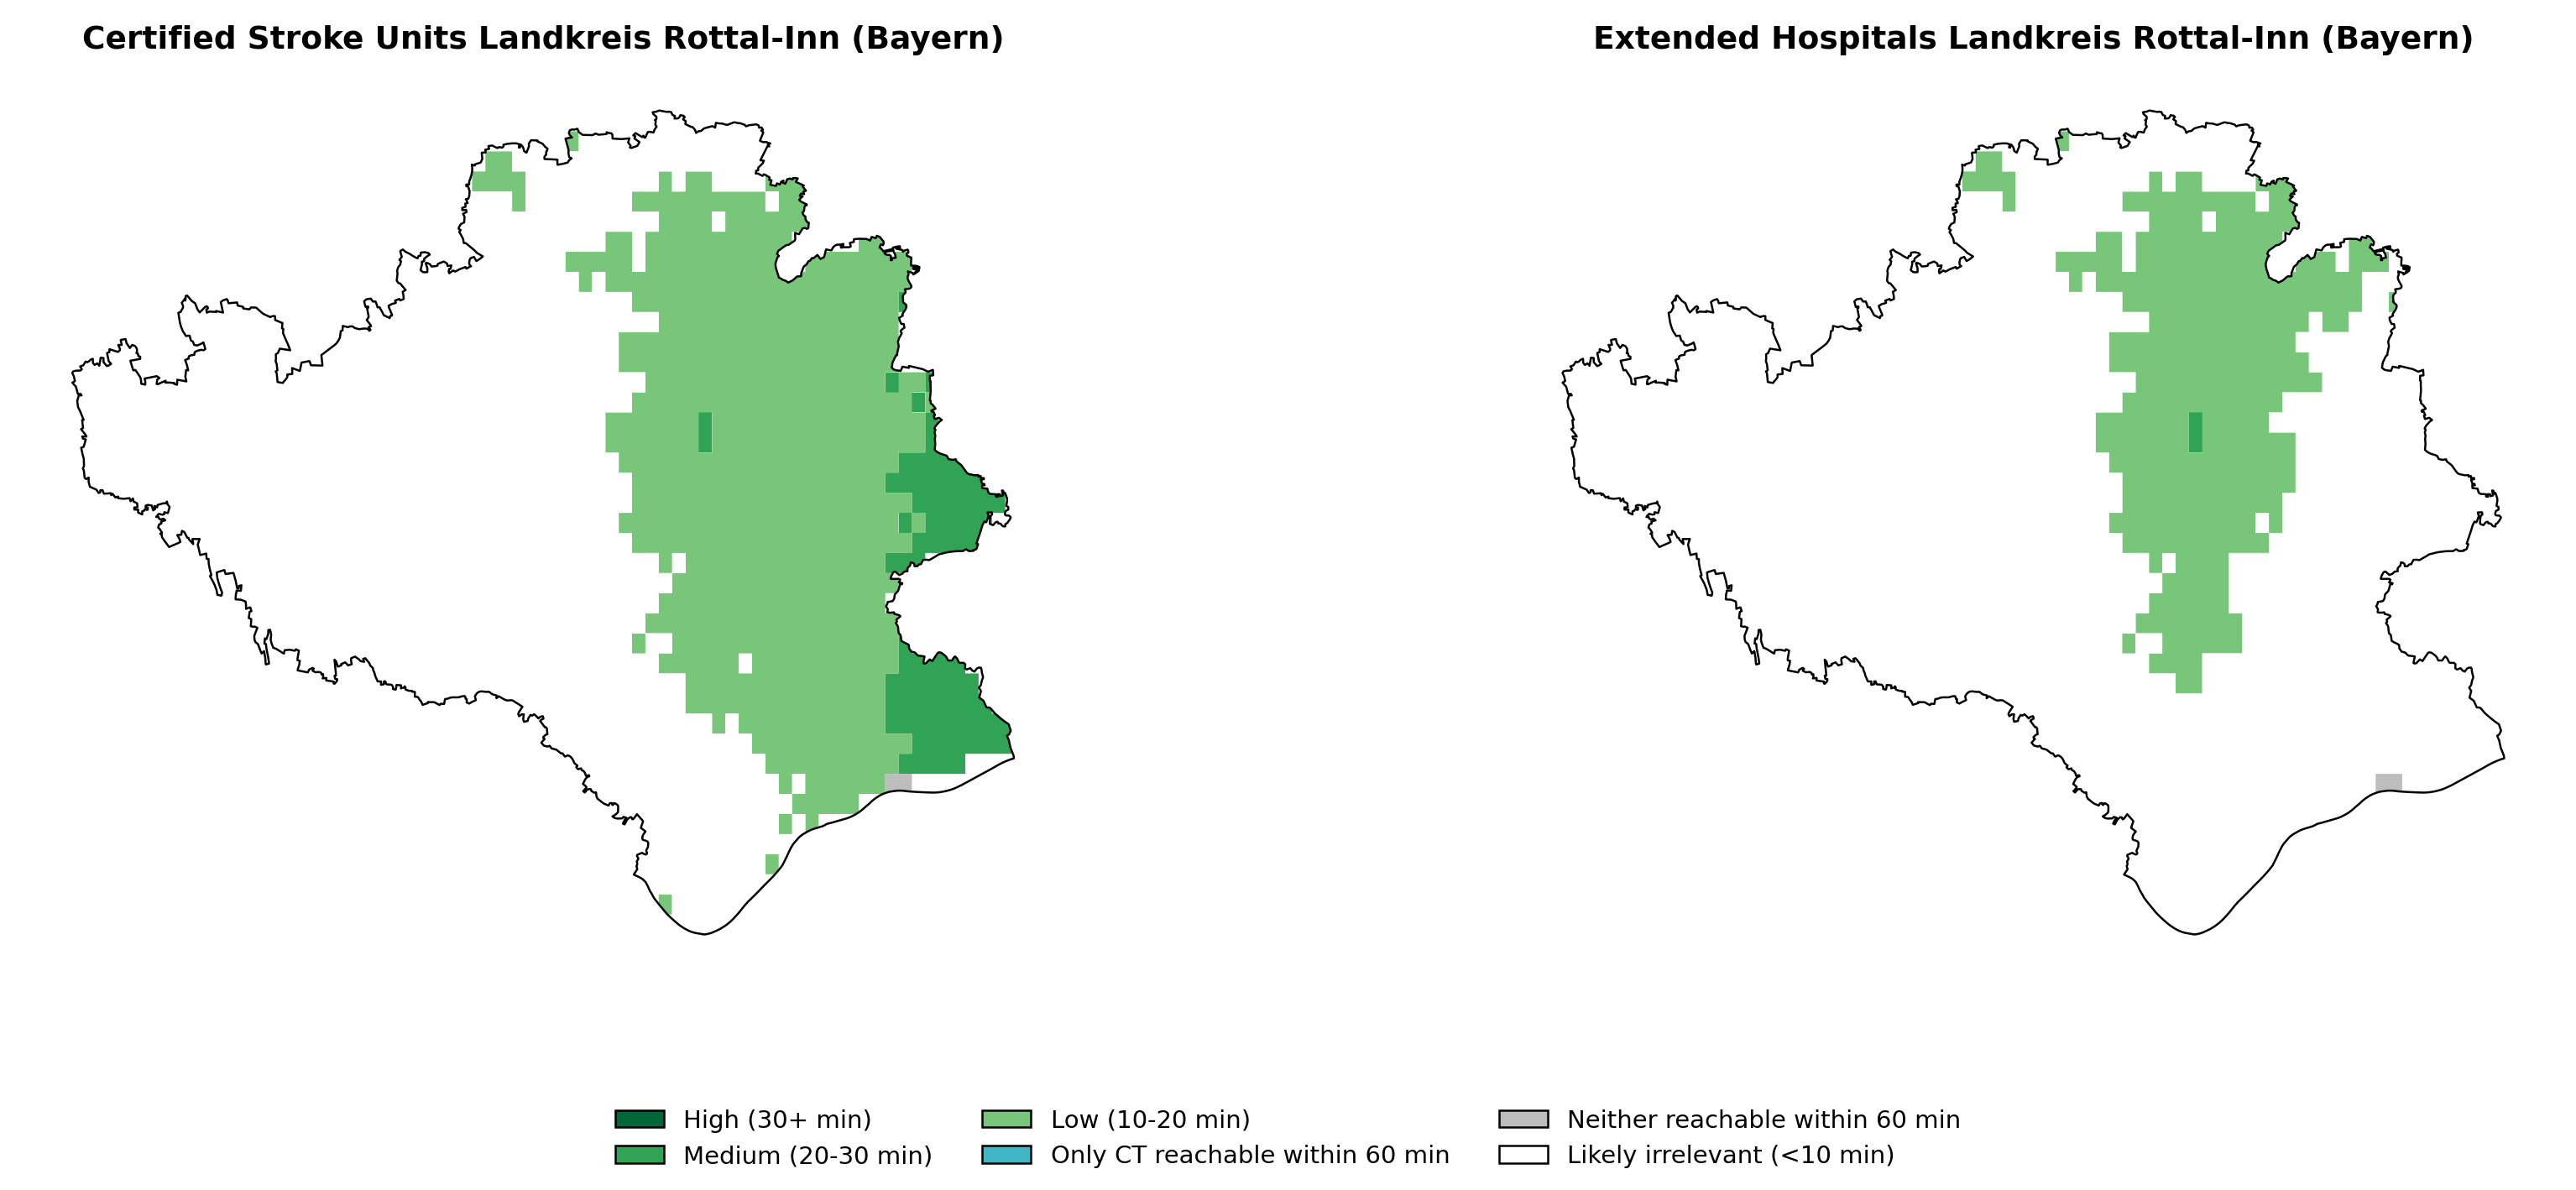 Certified Stroke Units Landkreis Rottal-Inn (Bayern)
Extended Hospitals Landkreis Rottal-Inn (Bayern)
High (30+ min)
Medium (20-30 min)
Low (10-20 min)
Only CT reachable within 60 min
Neither reachable within 60 min
Likely irrelevant (<10 min)